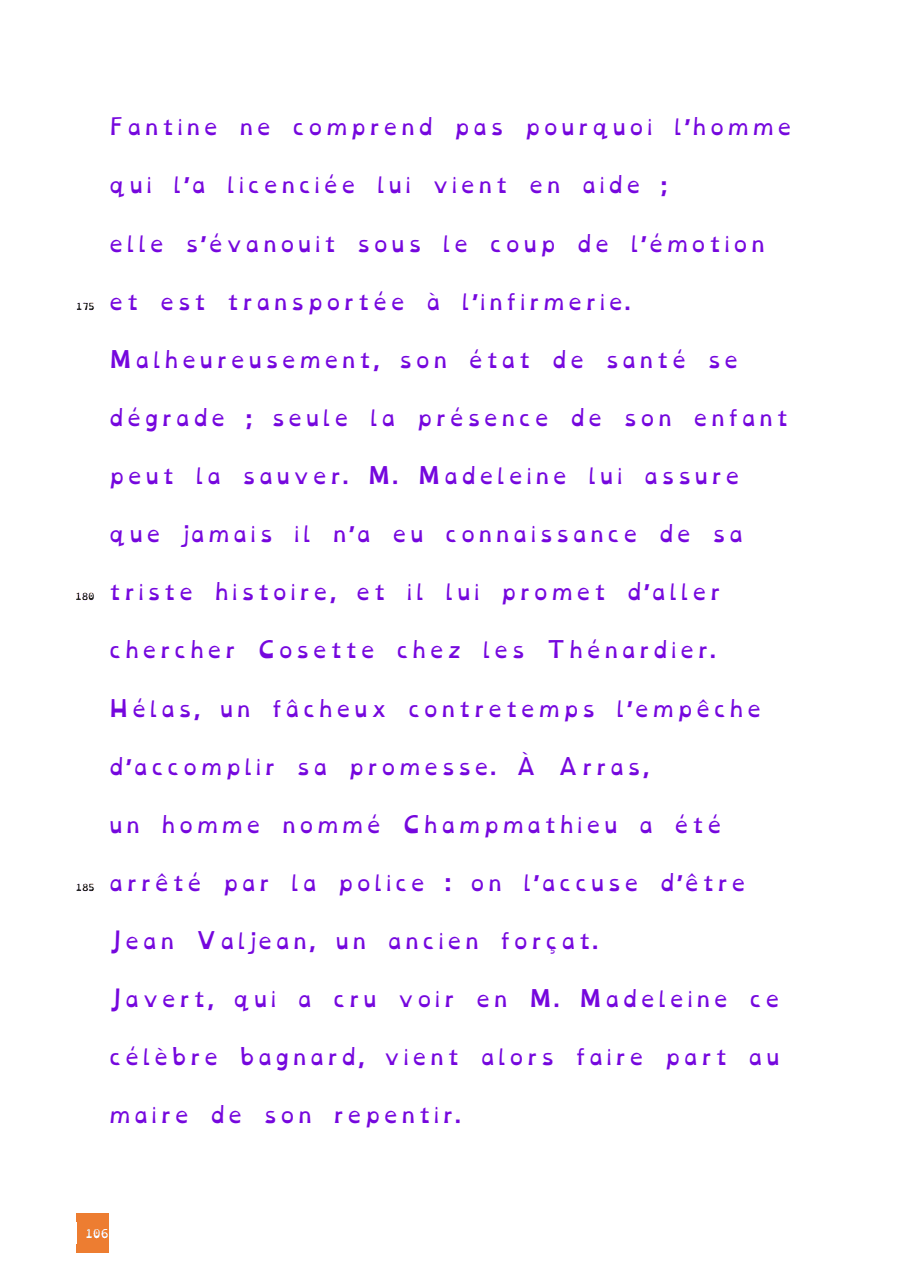 Fantine ne comprend pas pourquoi l'homme
qui l'a licenciée lui vient en aide ;
elle s'évanouit sous le coup de l'émotion
175 et est transportée à l'infirmerie.
Malheureusement, son état de santé se
dégrade ; seule la présence de son enfant
peut la sauver. M. Madeleine lui assure
que jamais il n'a eu connaissance de sa
180 triste histoire, et il lui promet d'aller
chercher Cosette chez les Thénardier.
Hélas, un fâcheux contretemps l'empêche
d'accomplir sa promesse. À Arras,
un homme nommé Champmathieu a été
185 arrêté par la police : on l'accuse d'être
Jean Valjean, un ancien forçat.
Javert, qui a cru voir en M. Madeleine ce
célèbre bagnard, vient alors faire part au
maire de son repentir.
106